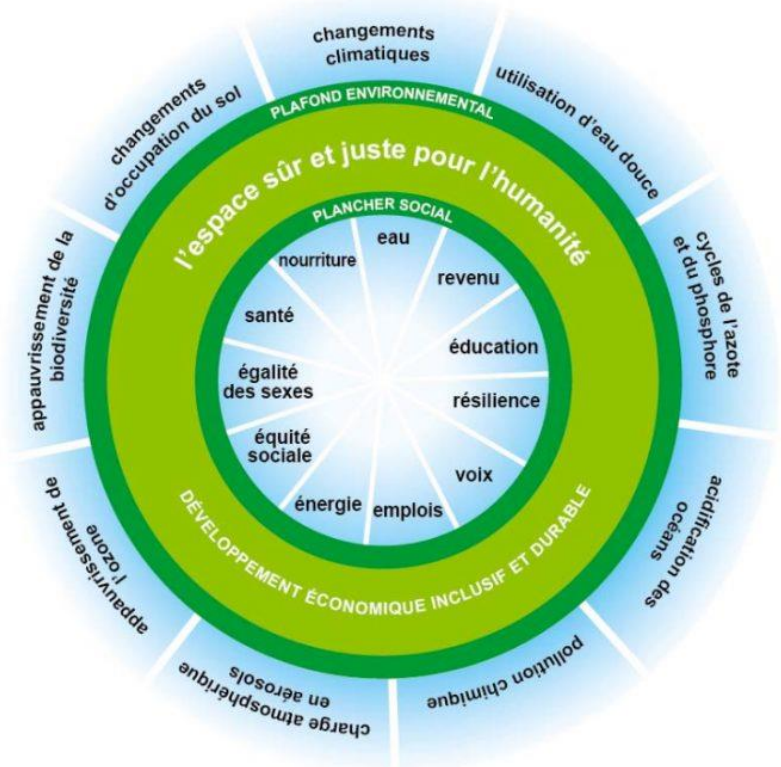 changements
climatiques
utilisation d'eau douce
cycles de l'azote
et du phosphore
acidification des
océans
pollution chimique
charge atmosphérique
en aérosols
appauvrissement de
l'ozone
appauvrissement de la
biodiversité
changements
d'occupation du sol
PLAFOND ENVIRONNEMENTAL
l'espace sûr et juste pour l'humanité
PLANCHER SOCIAL
eau
revenu
éducation
résilience
voix
emplois
énergie
équité
sociale
égalité
des sexes
santé
nourriture
DÉVELOPPEMENT ÉCONOMIQUE INCLUSIF ET DURABLE